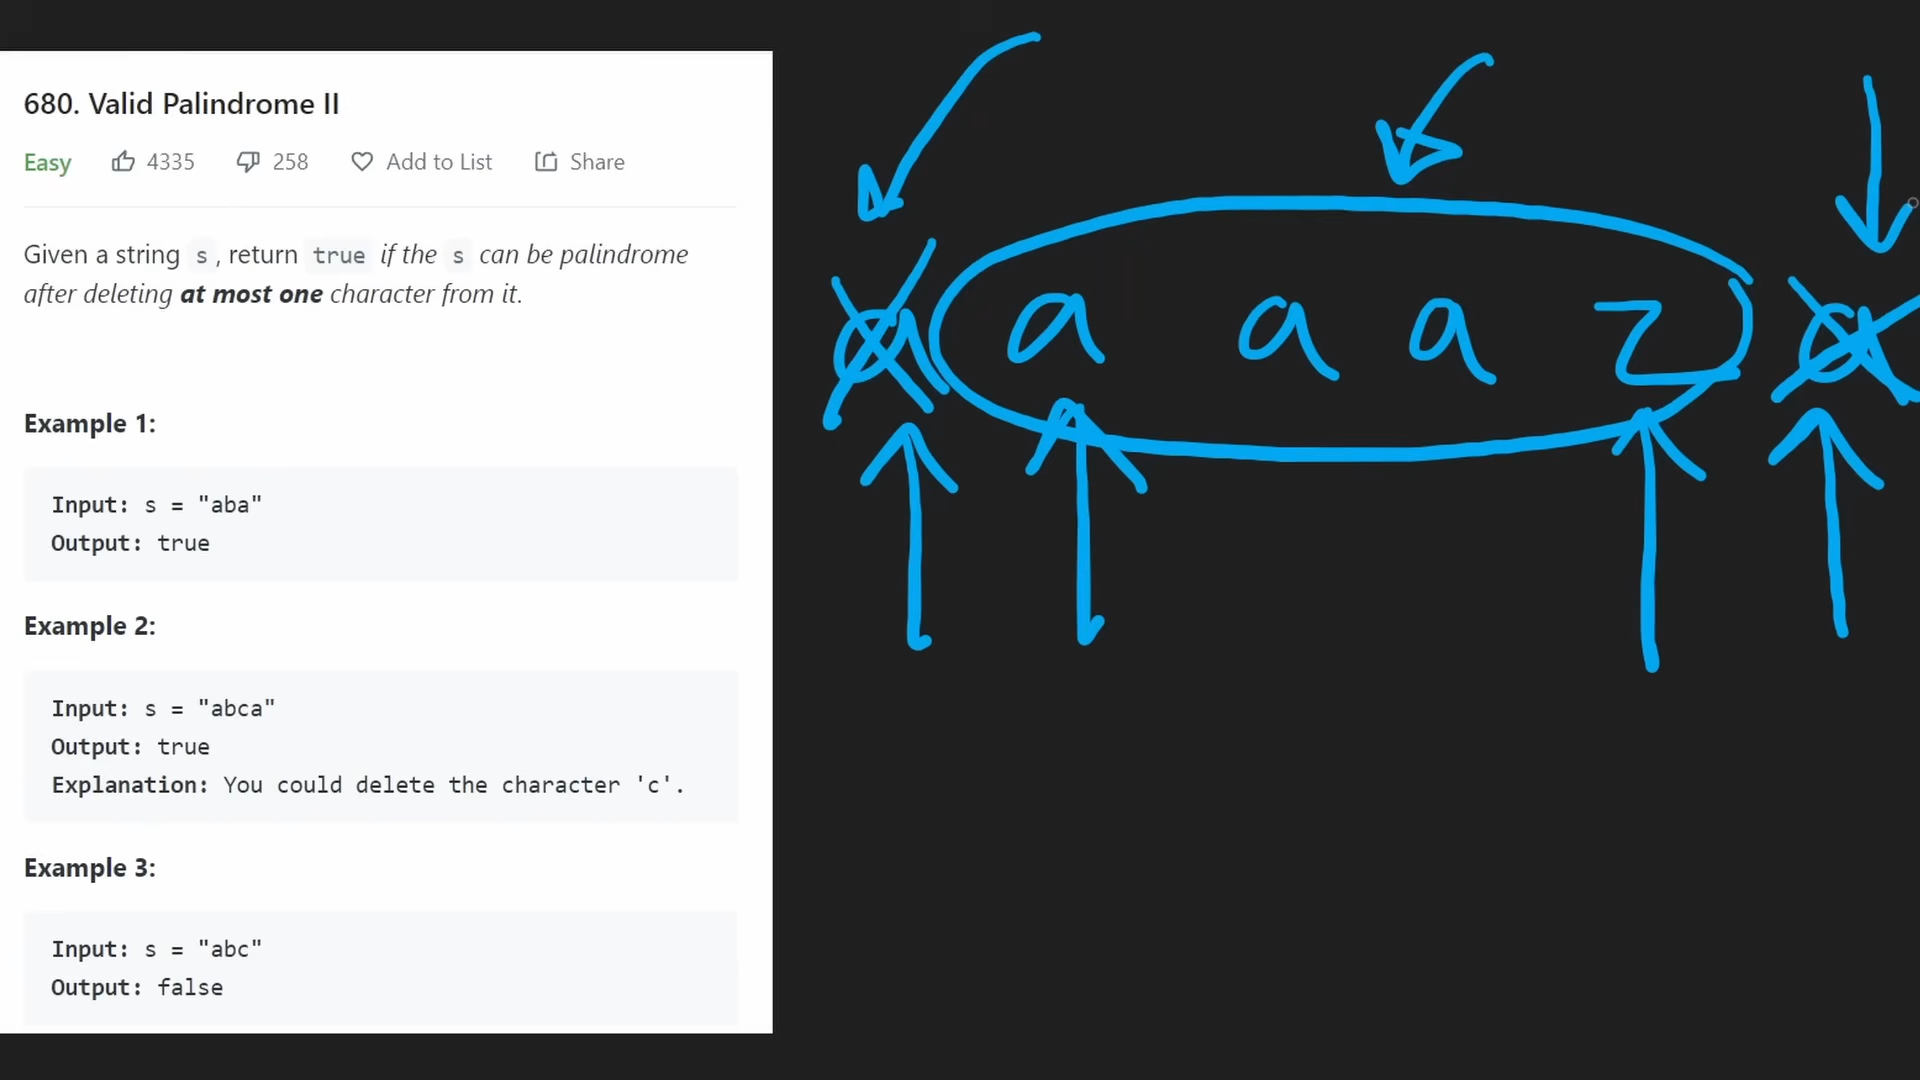 680. Valid Palindrome II
Easy 4335 258 Add to List Share
Given a string s, return true if the s can be palindrome
after deleting at most one character from it.
Example 1:
Input: s = "aba"
Output: true
Example 2:
Input: s = "abca"
Output: true
Explanation: You could delete the character 'c'.
Example 3:
Input: s = "abc"
Output: false
a a a a z a